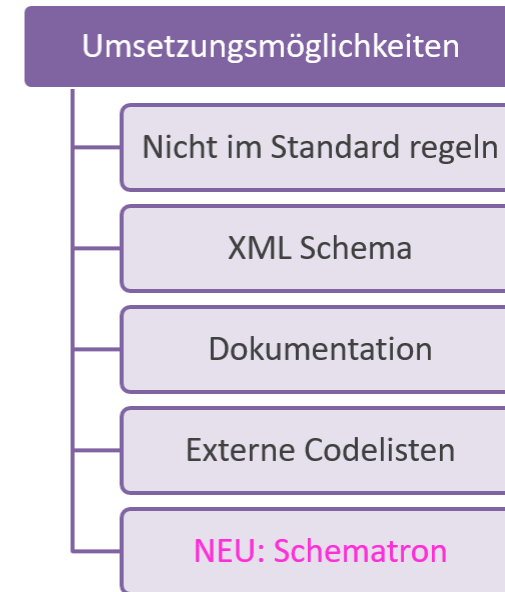 Umsetzungsmöglichkeiten
Nicht im Standard regeln
XML Schema
Dokumentation
Externe Codelisten
NEU: Schematron